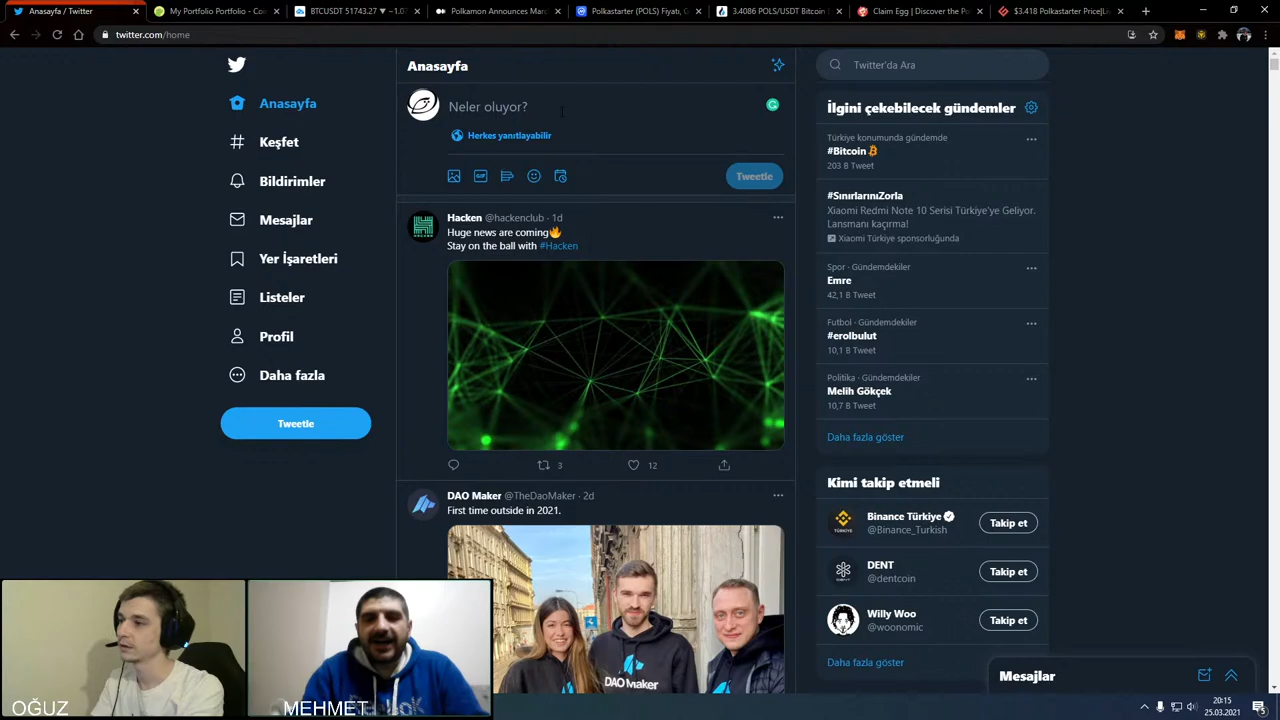 Anasayfa / Twitter
My Portfolio Portfolio - Co
BTCUSDT 51743.27 ▼ −1.0
Polkamon Announces Marc
Polkastarter (POLS) Fiyatı, G
3.4086 POLS/USDT Bitcoin
Claim Egg | Discover the Po
$3.418 Polkastarter Price|Li
twitter.com/home
Anasayfa
Keşfet
Bildirimler
Mesajlar
Yer İşaretleri
Listeler
Profil
Daha fazla
Tweetle
Anasayfa
Neler oluyor?
Herkes yanıtlayabilir
GIF
Tweetle
Hacken @hackenclub · 1d
Huge news are coming🔥
Stay on the ball with #Hacken
3
12
DAO Maker @TheDaoMaker · 2d
First time outside in 2021.
DAO Maker
Twitter'da Ara
İlgini çekebilecek gündemler
Türkiye konumunda gündemde
#Bitcoin
203 B Tweet
#SınırlarınıZorla
Xiaomi Redmi Note 10 Serisi Türkiye'ye Geliyor.
Lansmanı kaçırma!
Xiaomi Türkiye sponsorluğunda
Spor · Gündemdekiler
Emre
42,1 B Tweet
Futbol · Gündemdekiler
#erolbulut
10,1 B Tweet
Politika · Gündemdekiler
Melih Gökçek
10,7 B Tweet
Daha fazla göster
Kimi takip etmeli
Binance Türkiye
@Binance_Turkish
Takip et
DENT
@dentcoin
Takip et
Willy Woo
@woonomic
Takip et
Daha fazla göster
Mesajlar
OĞUZ
MEHMET
20:15
25.03.2021
5